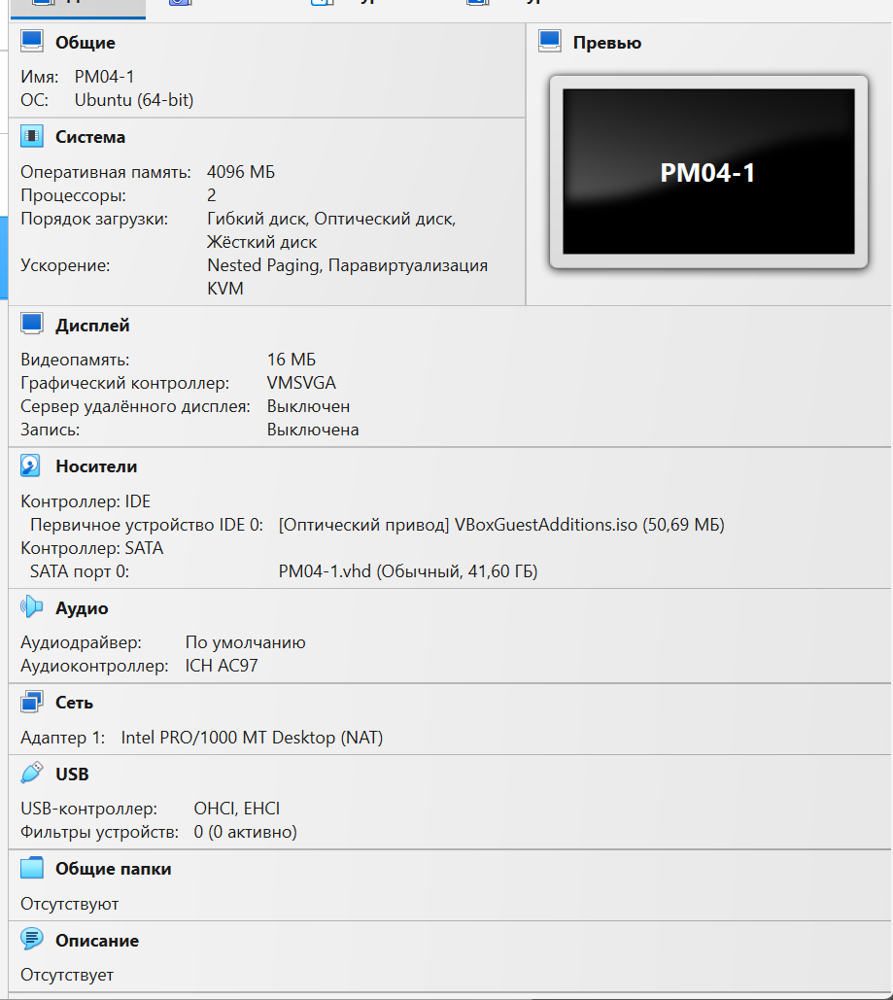 Общие
Имя: PM04-1
ОС: Ubuntu (64-bit)
Превью
PM04-1
Система
Оперативная память: 4096 МБ
Процессоры: 2
Порядок загрузки: Гибкий диск, Оптический диск,
Жёсткий диск
Ускорение: Nested Paging, Паравиртуализация
KVM
Дисплей
Видеопамять: 16 МБ
Графический контроллер: VMSVGA
Сервер удалённого дисплея: Выключен
Запись: Выключена
Носители
Контроллер: IDE
Первичное устройство IDE 0: [Оптический привод] VBoxGuestAdditions.iso (50,69 МБ)
Контроллер: SATA
SATA порт 0: PM04-1.vhd (Обычный, 41,60 ГБ)
Аудио
Аудиодрайвер: По умолчанию
Аудиоконтроллер: ICH AC97
Сеть
Адаптер 1: Intel PRO/1000 MT Desktop (NAT)
USB
USB-контроллер: OHCI, EHCI
Фильтры устройств: 0 (0 активно)
Общие папки
Отсутствуют
Описание
Отсутствует